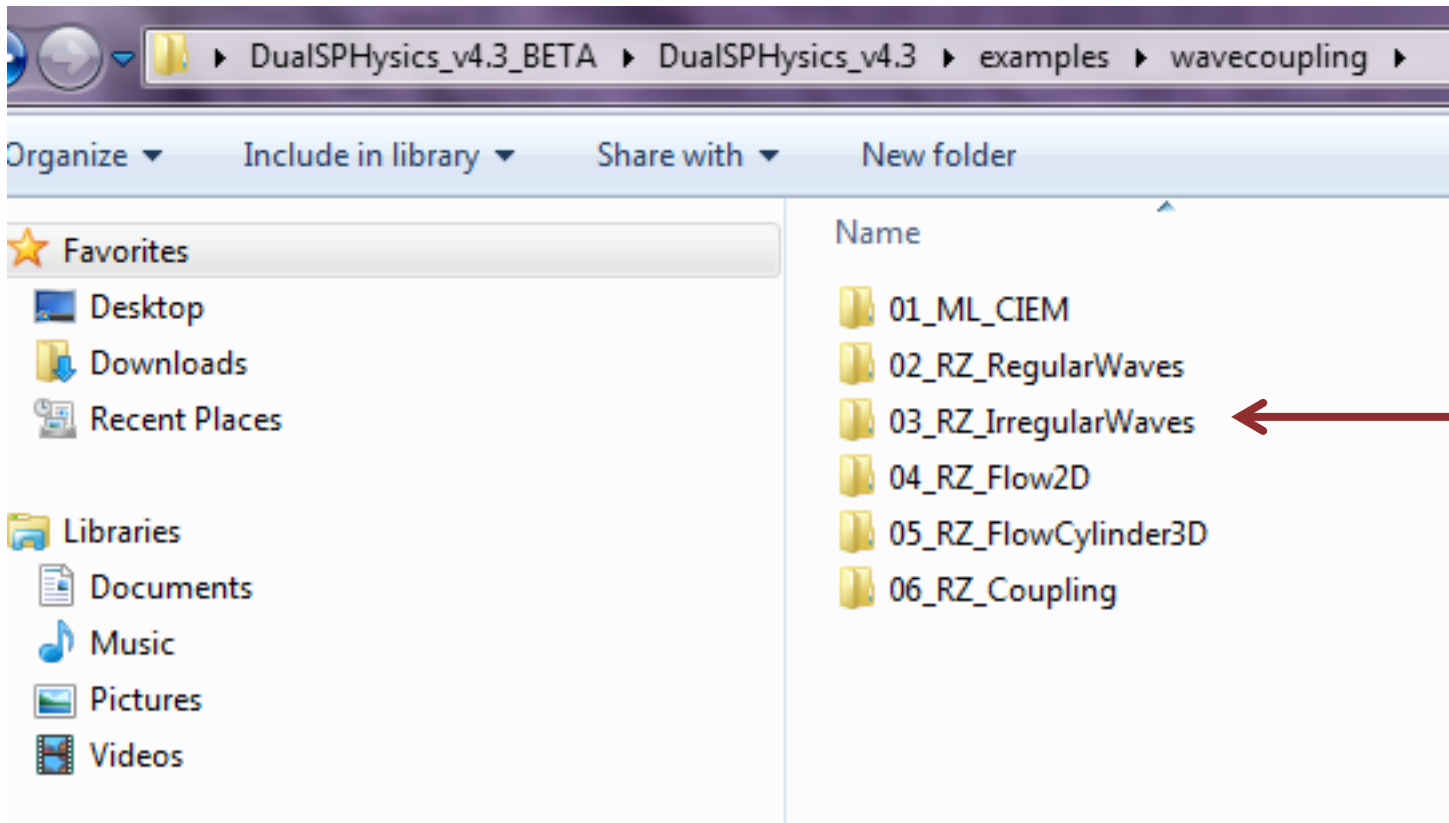 DualSPHysics_v4.3_BETA DualSPHysics_v4.3 examples wavecoupling
Organize Include in library Share with New folder
Favorites
Desktop
Downloads
Recent Places
Libraries
Documents
Music
Pictures
Videos
Name
01_ML_CIEM
02_RZ_RegularWaves
03_RZ_IrregularWaves
04_RZ_Flow2D
05_RZ_FlowCylinder3D
06_RZ_Coupling